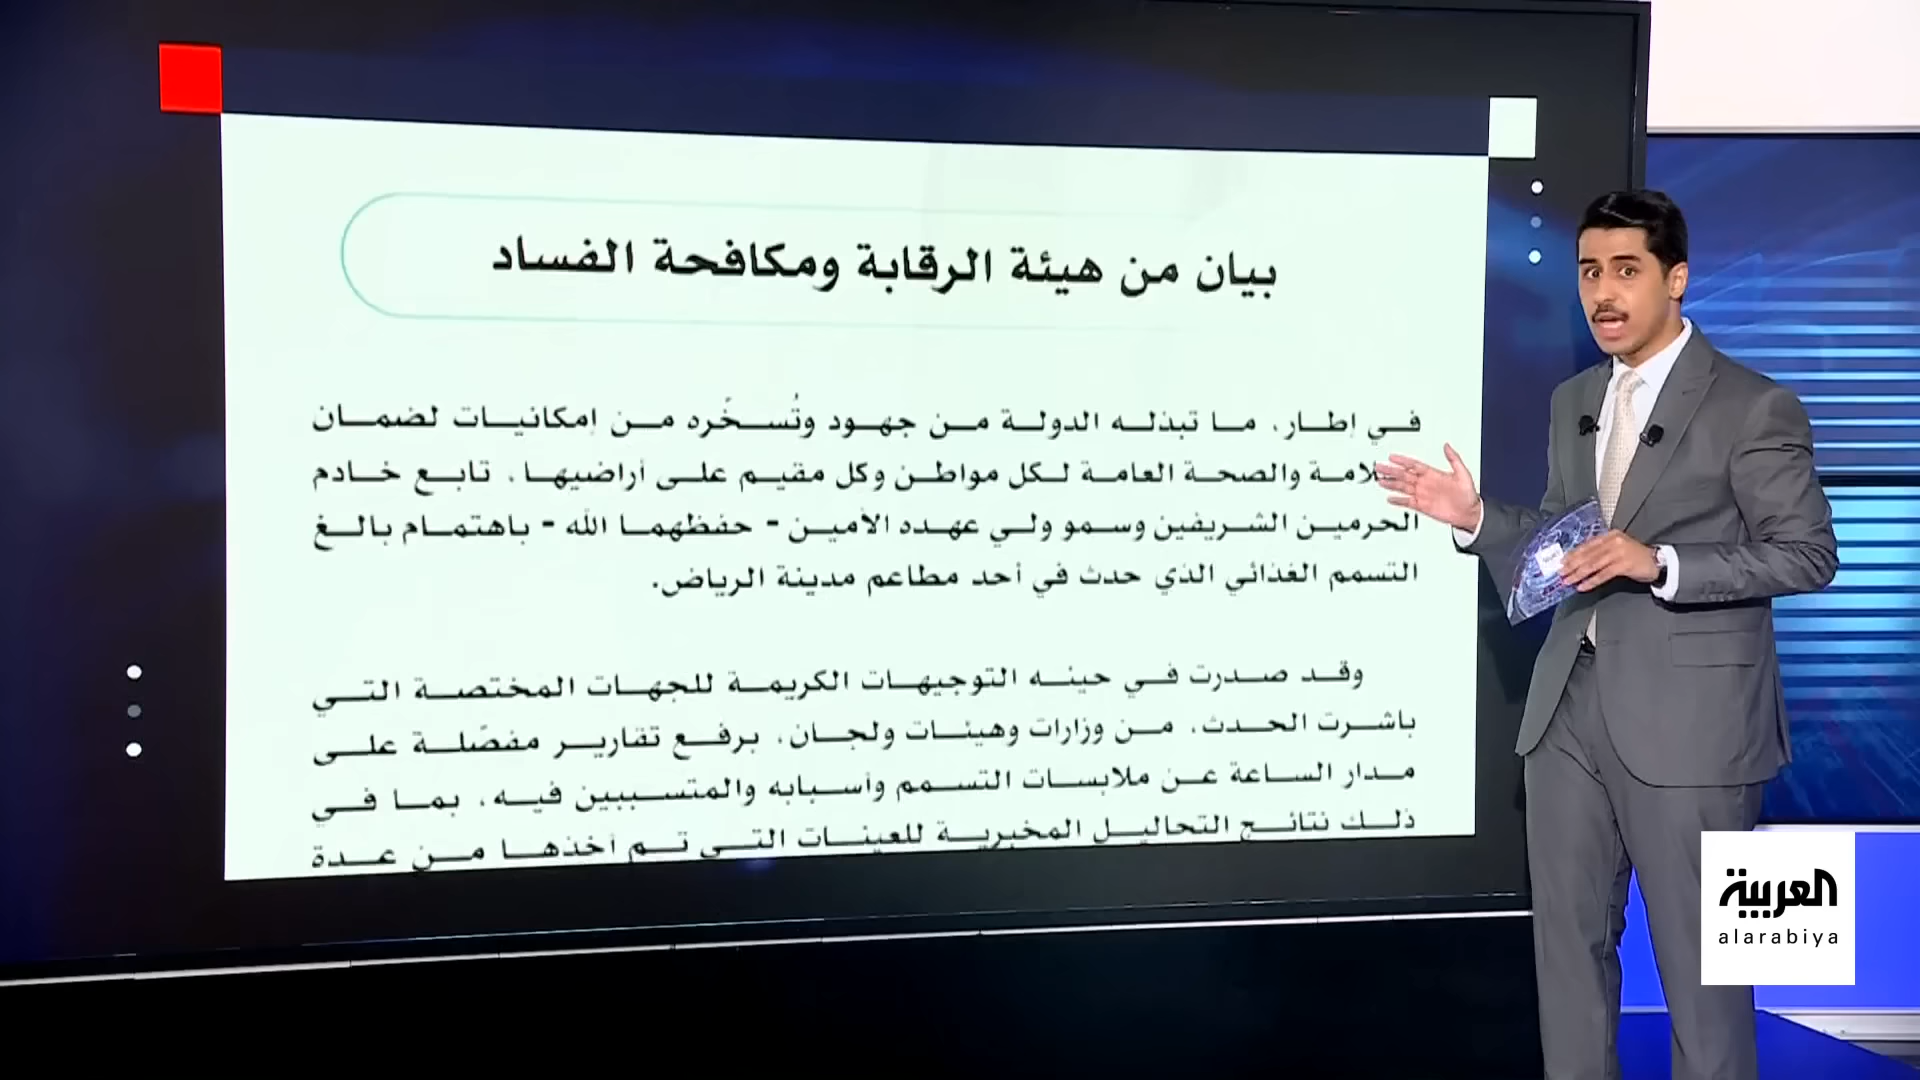 بيان من هيئة الرقابة ومكافحة الفساد
في إطار، ما تبذله الدولة من جهود وتُسخّره من إمكانيات لضمان
والصحة العامة لكل مواطن وكل مقيم على أراضيها، تابع خادم
الحرمين الشريفين وسمو ولي عهده الأمين - حفظهما الله - باهتمام بالغ
التسمم الغذائي الذي حدث في أحد مطاعم مدينة الرياض.
وقد صدرت في حينه التوجيهات الكريمة للجهات المختصة التي
باشرت الحدث، من وزارات وهيئات ولجان، برفع تقارير مفصّلة على
مدار الساعة عن ملابسات التسمم وأسبابه والمتسببين فيه، بما في
ذلك نتائج التحاليل المخبرية للعينات التي تم أخذها من عدة
العربية
alarabiya